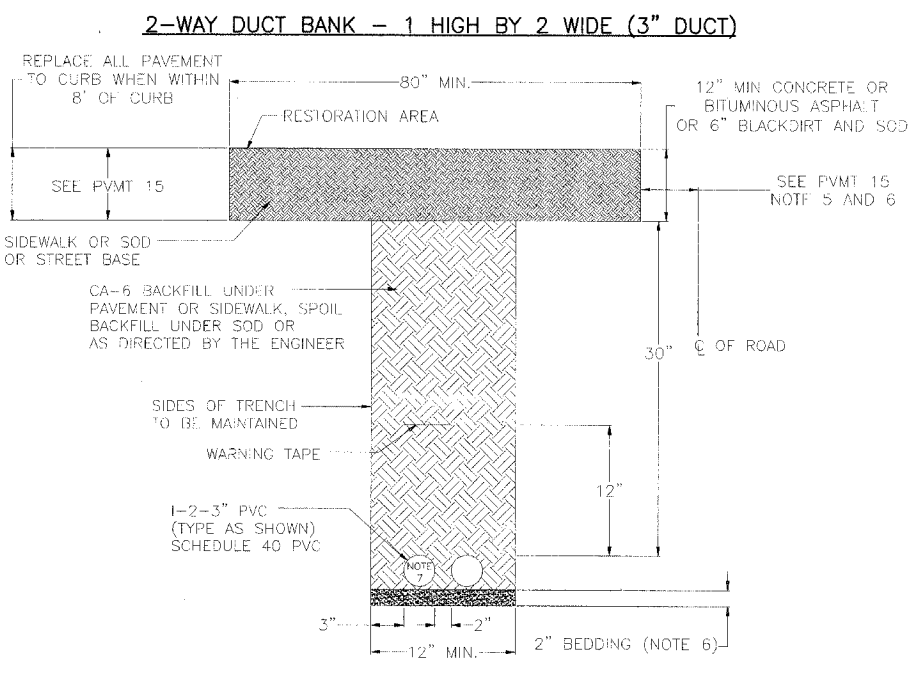 2-WAY DUCT BANK - 1 HIGH BY 2 WIDE (3" DUCT)
REPLACE ALL PAVEMENT
TO CURB WHEN WITHIN
8' OF CURB
80" MIN.
12" MIN CONCRETE OR
BITUMINOUS ASPHALT
OR 6" BLACKDIRT AND SOD
RESTORATION AREA
SEE PVMT 15
SEE PVMT 15
NOTE 5 AND 6
SIDEWALK OR SOD
OR STREET BASE
CA-6 BACKFILL UNDER
PAVEMENT OR SIDEWALK, SPOIL
BACKFILL UNDER SOD OR
AS DIRECTED BY THE ENGINEER
30"
℄ OF ROAD
SIDES OF TRENCH
TO BE MAINTAINED
WARNING TAPE
12"
1-2-3" PVC
(TYPE AS SHOWN)
SCHEDULE 40 PVC
NOTE
7
3"
2"
12" MIN.
2" BEDDING (NOTE 6)